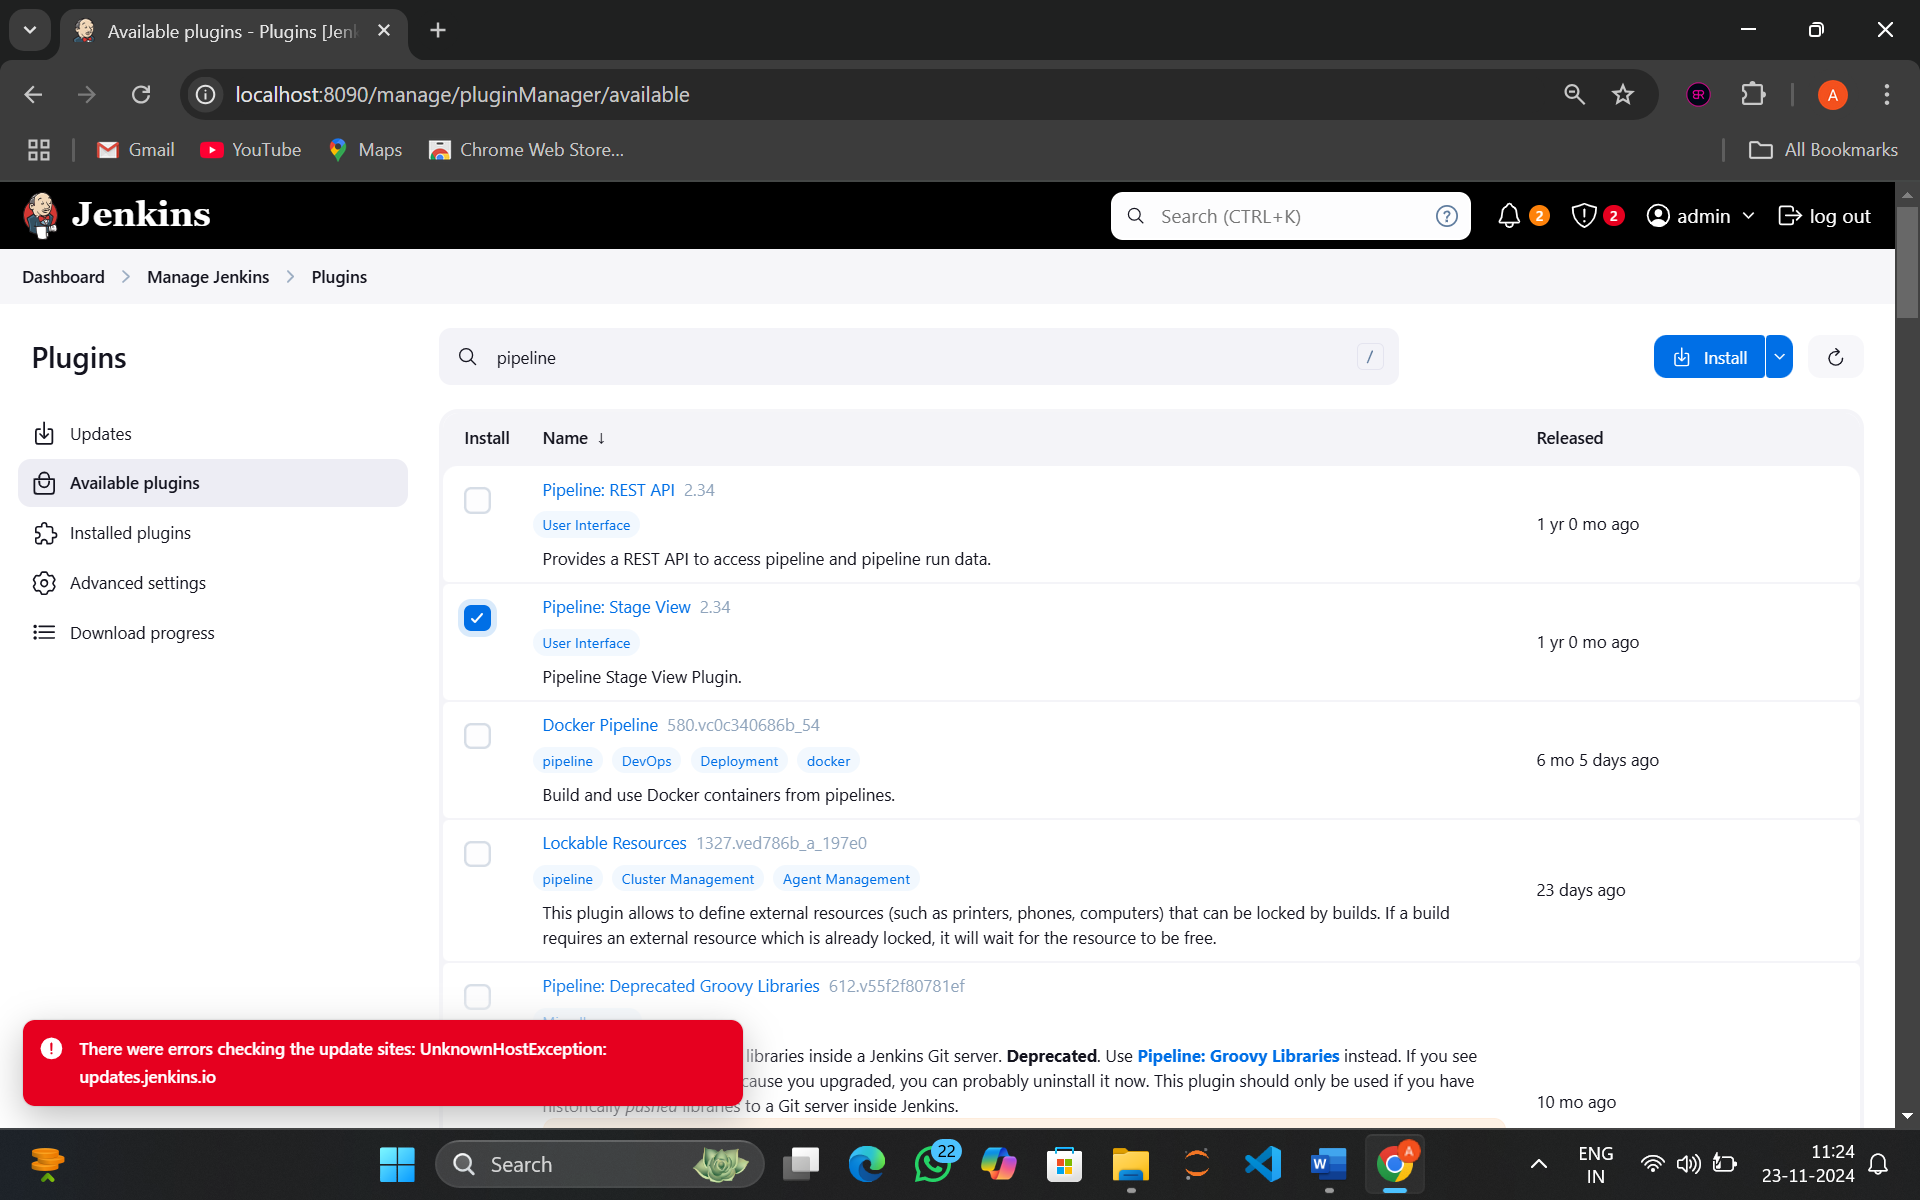 Available plugins - Plugins [Jenk
localhost:8090/manage/pluginManager/available
A
Gmail
YouTube
Maps
Chrome Web Store...
All Bookmarks
Jenkins
Search (CTRL+K)
?
2
2
admin
log out
Dashboard
Manage Jenkins
Plugins
Plugins
pipeline
/
Install
Updates
Available plugins
Installed plugins
Advanced settings
Download progress
Install
Name ↓
Released
Pipeline: REST API 2.34
User Interface
Provides a REST API to access pipeline and pipeline run data.
1 yr 0 mo ago
Pipeline: Stage View 2.34
User Interface
Pipeline Stage View Plugin.
1 yr 0 mo ago
Docker Pipeline 580.vc0c340686b_54
pipeline DevOps Deployment docker
Build and use Docker containers from pipelines.
6 mo 5 days ago
Lockable Resources 1327.ved786b_a_197e0
pipeline Cluster Management Agent Management
This plugin allows to define external resources (such as printers, phones, computers) that can be locked by builds. If a build
requires an external resource which is already locked, it will wait for the resource to be free.
23 days ago
Pipeline: Deprecated Groovy Libraries 612.v55f2f80781ef
libraries inside a Jenkins Git server. Deprecated. Use Pipeline: Groovy Libraries instead. If you see
cause you upgraded, you can probably uninstall it now. This plugin should only be used if you have
historically pushed libraries to a Git server inside Jenkins.
10 mo ago
There were errors checking the update sites: UnknownHostException:
updates.jenkins.io
Search
22
A
ENG
IN
11:24
23-11-2024